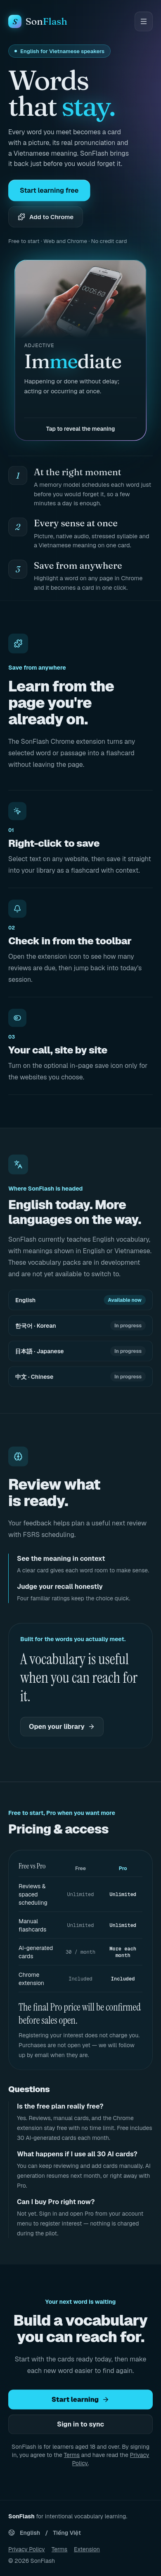 SonFlash
English for Vietnamese speakers
Words
that stay.
Every word you meet becomes a card
with a picture, its real pronunciation and
a Vietnamese meaning. SonFlash brings
it back just before you would forget it.
Start learning free
Add to Chrome
Free to start · Web and Chrome · No credit card
ADJECTIVE
Immediate
Happening or done without delay;
acting or occurring at once.
Tap to reveal the meaning
1
At the right moment
A memory model schedules each word just
before you would forget it, so a few
minutes a day is enough.
2
Every sense at once
Picture, native audio, stressed syllable and
a Vietnamese meaning on one card.
3
Save from anywhere
Highlight a word on any page in Chrome
and it becomes a card in one click.
Save from anywhere
Learn from the
page you're
already on.
The SonFlash Chrome extension turns any
selected word or passage into a flashcard
without leaving the page.
01
Right-click to save
Select text on any website, then save it straight
into your library as a flashcard with context.
02
Check in from the toolbar
Open the extension icon to see how many
reviews are due, then jump back into today's
session.
03
Your call, site by site
Turn on the optional in-page save icon only for
the websites you choose.
Where SonFlash is headed
English today. More
languages on the way.
SonFlash currently teaches English vocabulary,
with meanings shown in English or Vietnamese.
These vocabulary packs are in development
and are not yet available to switch to.
English
Available now
한국어 · Korean
In progress
日本語 · Japanese
In progress
中文 · Chinese
In progress
Review what
is ready.
Your feedback helps plan a useful next review
with FSRS scheduling.
See the meaning in context
A clear example gives each word room to make sense.
Judge your recall honestly
Four familiar ratings keep the choice quick.
Built for the words you actually meet.
A vocabulary is useful
when you can reach for
it.
Open your library →
Free to start, Pro when you want more
Pricing & access
Free vs Pro
Free
Pro
Reviews &
spaced
scheduling
Unlimited
Unlimited
Manual
flashcards
Unlimited
Unlimited
AI-generated
cards
30 / month
More each
month
Chrome
extension
Included
Included
The final Pro price will be confirmed
before sales open.
Registering your interest does not charge you.
Purchases are not open yet — we will follow
up by email when they are.
Questions
Is the free plan really free?
Yes. Reviews, manual cards, and the Chrome
extension stay free with no time limit. Free includes
30 AI-generated cards each month.
What happens if I use all 30 AI cards?
You can keep reviewing and add cards manually. AI
generation resumes next month, or right away with
Pro.
Can I buy Pro right now?
Not yet. Sign in and open Pro from your account
menu to register interest — nothing is charged
during the pilot.
Your next word is waiting
Build a vocabulary
you can reach for.
Start with the cards ready today, then make
each new word easier to find again.
Start learning →
Sign in to sync
SonFlash is for learners aged 18 and over. By signing
in, you agree to the Terms and have read the Privacy
Policy.
SonFlash for intentional vocabulary learning.
English / Tiếng Việt
Privacy Policy Terms Extension
© 2026 SonFlash